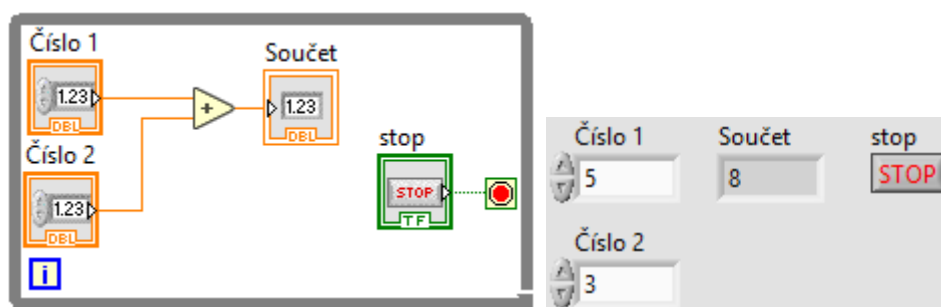 Číslo 1
1.23
DBL
Číslo 2
1.23
DBL
+
Součet
1.23
DBL
stop
STOP
TF
i
Číslo 1
5
Součet
8
stop
STOP
Číslo 2
3